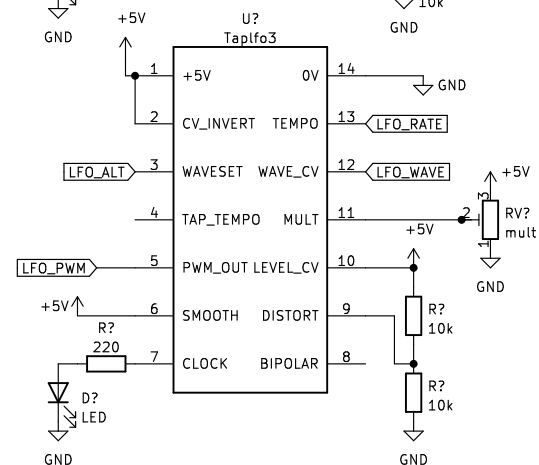 10k
GND
GND
+5V
U?
Taplfo3
1
+5V
0V
14
GND
2
CV_INVERT
TEMPO
13
LFO_RATE
LFO_ALT
3
WAVESET
WAVE_CV
12
LFO_WAVE
+5V
3
4
TAP_TEMPO
MULT
11
2
RV?
mult
1
+5V
GND
LFO_PWM
5
PWM_OUT
LEVEL_CV
10
+5V
6
SMOOTH
DISTORT
9
R?
10k
R?
220
7
CLOCK
BIPOLAR
8
R?
10k
D?
LED
GND
GND